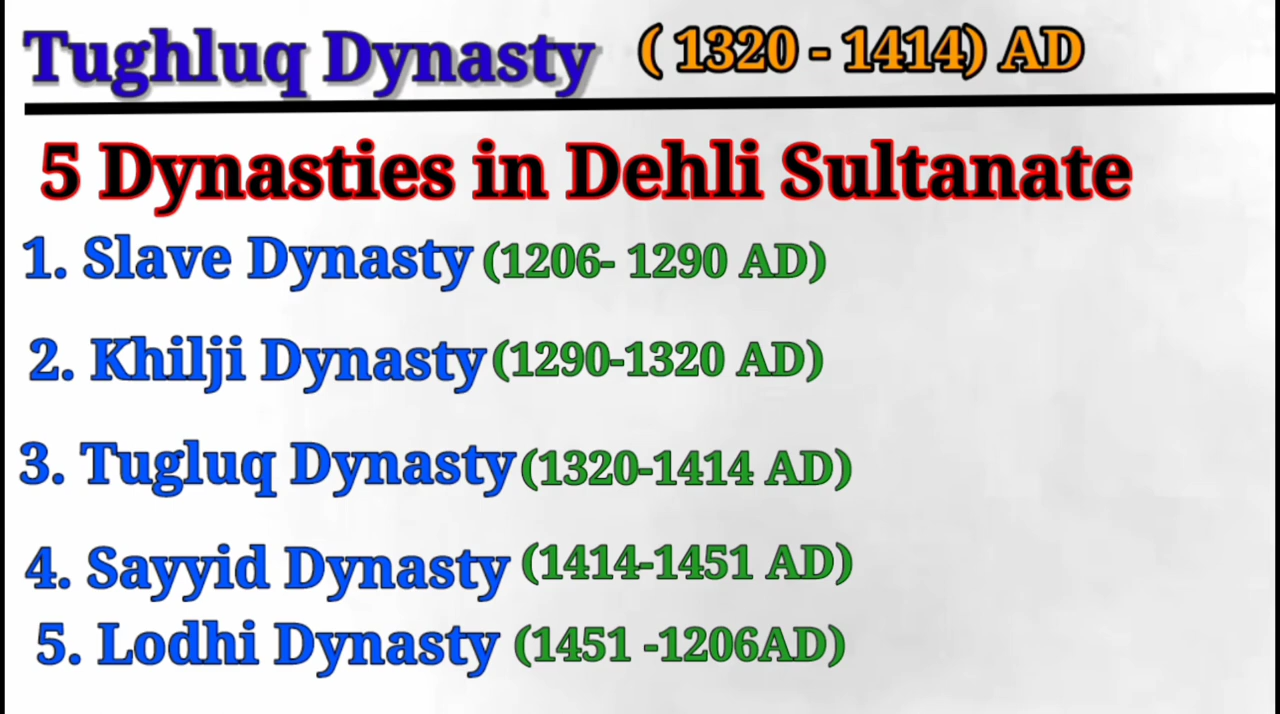 Tughluq Dynasty ( 1320 - 1414) AD
5 Dynasties in Dehli Sultanate
1. Slave Dynasty (1206- 1290 AD)
2. Khilji Dynasty (1290-1320 AD)
3. Tugluq Dynasty (1320-1414 AD)
4. Sayyid Dynasty (1414-1451 AD)
5. Lodhi Dynasty (1451 -1206AD)